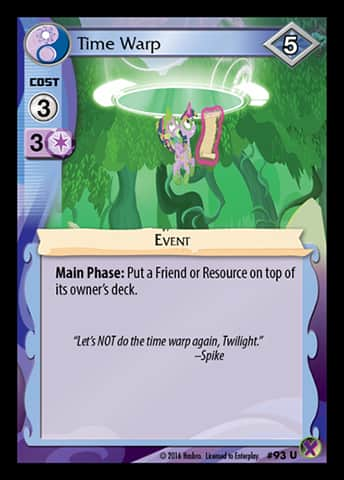 Time Warp
5
COST
3
3
EVENT
Main Phase: Put a Friend or Resource on top of
its owner's deck.
"Let's NOT do the time warp again, Twilight."
–Spike
© 2016 Hasbro. Licensed to Enterplay. #93 U